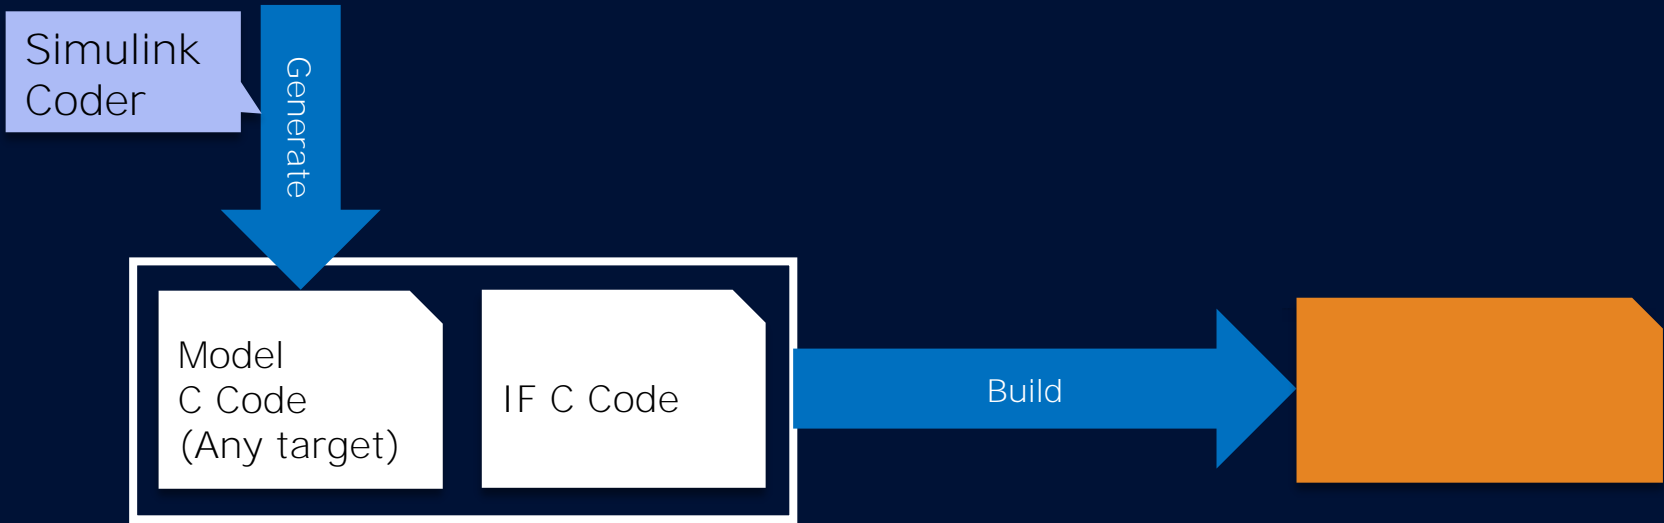 Simulink
Coder
Generate
Model
C Code
(Any target)
IF C Code
Build